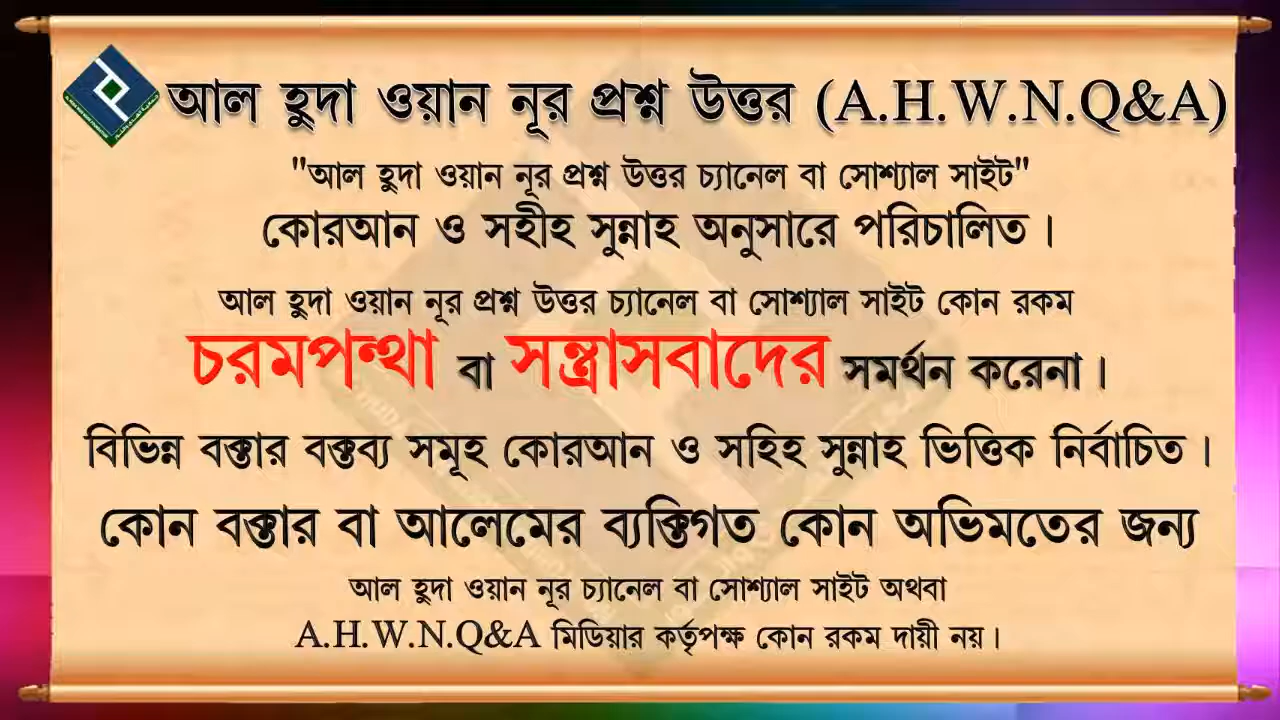 আল হুদা ওয়ান নূর প্রশ্ন উত্তর (A.H.W.N.Q&A)
"আল হুদা ওয়ান নূর প্রশ্ন উত্তর চ্যানেল বা সোশ্যাল সাইট"
কোরআন ও সহীহ সুন্নাহ অনুসারে পরিচালিত।
আল হুদা ওয়ান নূর প্রশ্ন উত্তর চ্যানেল বা সোশ্যাল সাইট কোন রকম
চরমপন্থা বা সন্ত্রাসবাদের সমর্থন করেনা।
বিভিন্ন বক্তার বক্তব্য সমূহ কোরআন ও সহিহ সুন্নাহ ভিত্তিক নির্বাচিত।
কোন বক্তার বা আলেমের ব্যক্তিগত কোন অভিমতের জন্য
আল হুদা ওয়ান নূর চ্যানেল বা সোশ্যাল সাইট অথবা
A.H.W.N.Q&A মিডিয়ার কর্তৃপক্ষ কোন রকম দায়ী নয়।